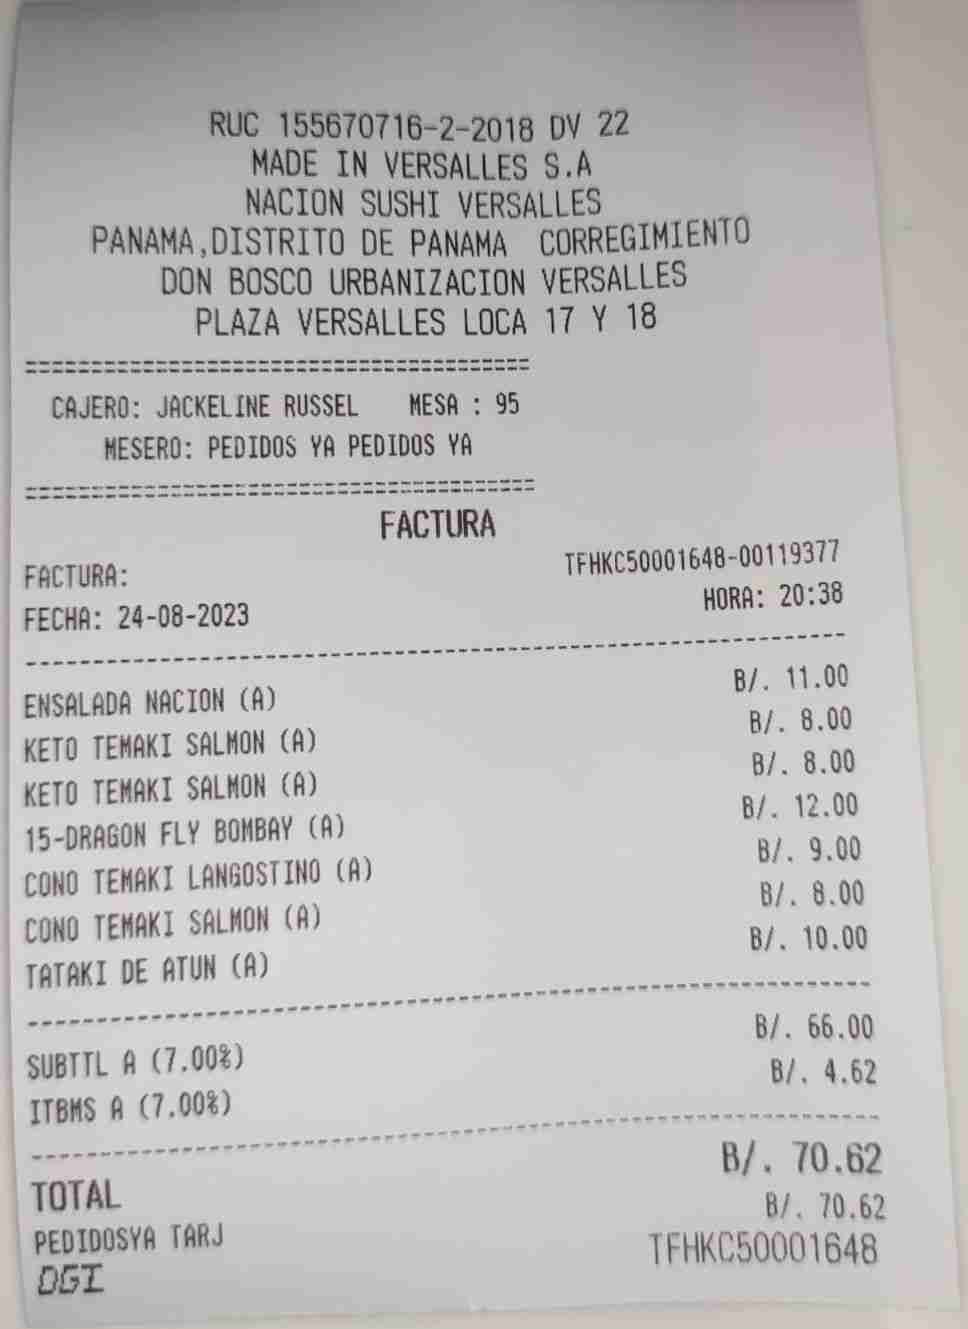 RUC 155670716-2-2018 DV 22
MADE IN VERSALLES S.A
NACION SUSHI VERSALLES
PANAMA,DISTRITO DE PANAMA CORREGIMIENTO
DON BOSCO URBANIZACION VERSALLES
PLAZA VERSALLES LOCA 17 Y 18
=======================================
CAJERO: JACKELINE RUSSEL MESA : 95
MESERO: PEDIDOS YA PEDIDOS YA
=======================================
FACTURA
FACTURA: TFHKC50001648-00119377
FECHA: 24-08-2023 HORA: 20:38
ENSALADA NACION (A) B/. 11.00
KETO TEMAKI SALMON (A) B/. 8.00
KETO TEMAKI SALMON (A) B/. 8.00
15-DRAGON FLY BOMBAY (A) B/. 12.00
CONO TEMAKI LANGOSTINO (A) B/. 9.00
CONO TEMAKI SALMON (A) B/. 8.00
TATAKI DE ATUN (A) B/. 10.00
SUBTTL A (7.00%) B/. 66.00
ITBMS A (7.00%) B/. 4.62
TOTAL B/. 70.62
PEDIDOSYA TARJ B/. 70.62
DGI TFHKC50001648